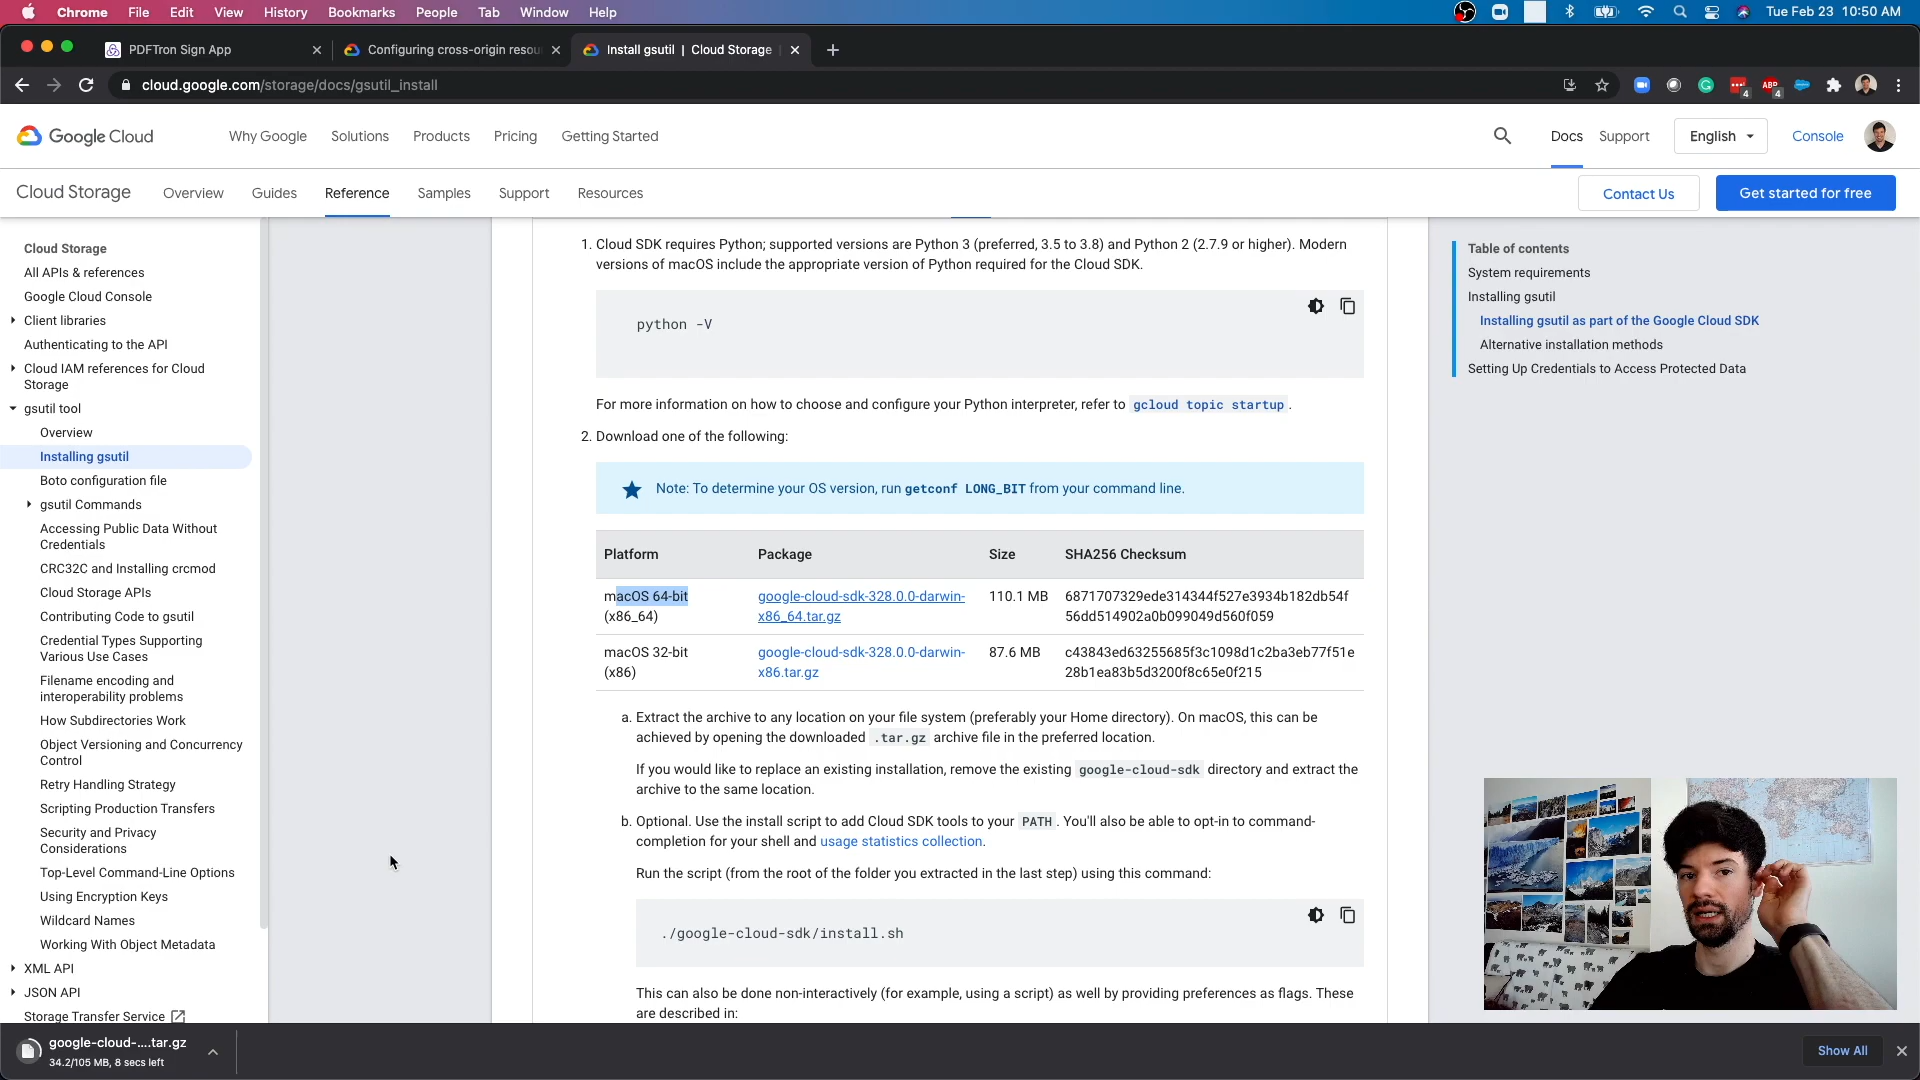 Chrome File Edit View History Bookmarks People Tab Window Help Tue Feb 23 10:50 AM
PDFTron Sign App Configuring cross-origin resou Install gsutil | Cloud Storage
cloud.google.com/storage/docs/gsutil_install 4 ABP 4
Google Cloud Why Google Solutions Products Pricing Getting Started Docs Support English Console
Cloud Storage Overview Guides Reference Samples Support Resources Contact Us Get started for free
Cloud Storage
All APIs & references
Google Cloud Console
Client libraries
Authenticating to the API
Cloud IAM references for Cloud
Storage
gsutil tool
Overview
Installing gsutil
Boto configuration file
gsutil Commands
Accessing Public Data Without
Credentials
CRC32C and Installing crcmod
Cloud Storage APIs
Contributing Code to gsutil
Credential Types Supporting
Various Use Cases
Filename encoding and
interoperability problems
How Subdirectories Work
Object Versioning and Concurrency
Control
Retry Handling Strategy
Scripting Production Transfers
Security and Privacy
Considerations
Top-Level Command-Line Options
Using Encryption Keys
Wildcard Names
Working With Object Metadata
XML API
JSON API
Storage Transfer Service
1. Cloud SDK requires Python; supported versions are Python 3 (preferred, 3.5 to 3.8) and Python 2 (2.7.9 or higher). Modern
versions of macOS include the appropriate version of Python required for the Cloud SDK.
python -V
For more information on how to choose and configure your Python interpreter, refer to gcloud topic startup .
2. Download one of the following:
Note: To determine your OS version, run getconf LONG_BIT from your command line.
Platform Package Size SHA256 Checksum
macOS 64-bit google-cloud-sdk-328.0.0-darwin- 110.1 MB 6871707329ede314344f527e3934b182db54f
(x86_64) x86_64.tar.gz 56dd514902a0b099049d560f059
macOS 32-bit google-cloud-sdk-328.0.0-darwin- 87.6 MB c43843ed63255685f3c1098d1c2ba3eb77f51e
(x86) x86.tar.gz 28b1ea83b5d3200f8c65e0f215
a. Extract the archive to any location on your file system (preferably your Home directory). On macOS, this can be
achieved by opening the downloaded .tar.gz archive file in the preferred location.
If you would like to replace an existing installation, remove the existing google-cloud-sdk directory and extract the
archive to the same location.
b. Optional. Use the install script to add Cloud SDK tools to your PATH . You'll also be able to opt-in to command-
completion for your shell and usage statistics collection.
Run the script (from the root of the folder you extracted in the last step) using this command:
./google-cloud-sdk/install.sh
This can also be done non-interactively (for example, using a script) as well by providing preferences as flags. These
are described in:
Table of contents
System requirements
Installing gsutil
Installing gsutil as part of the Google Cloud SDK
Alternative installation methods
Setting Up Credentials to Access Protected Data
google-cloud-....tar.gz
34.2/105 MB, 8 secs left
Show All